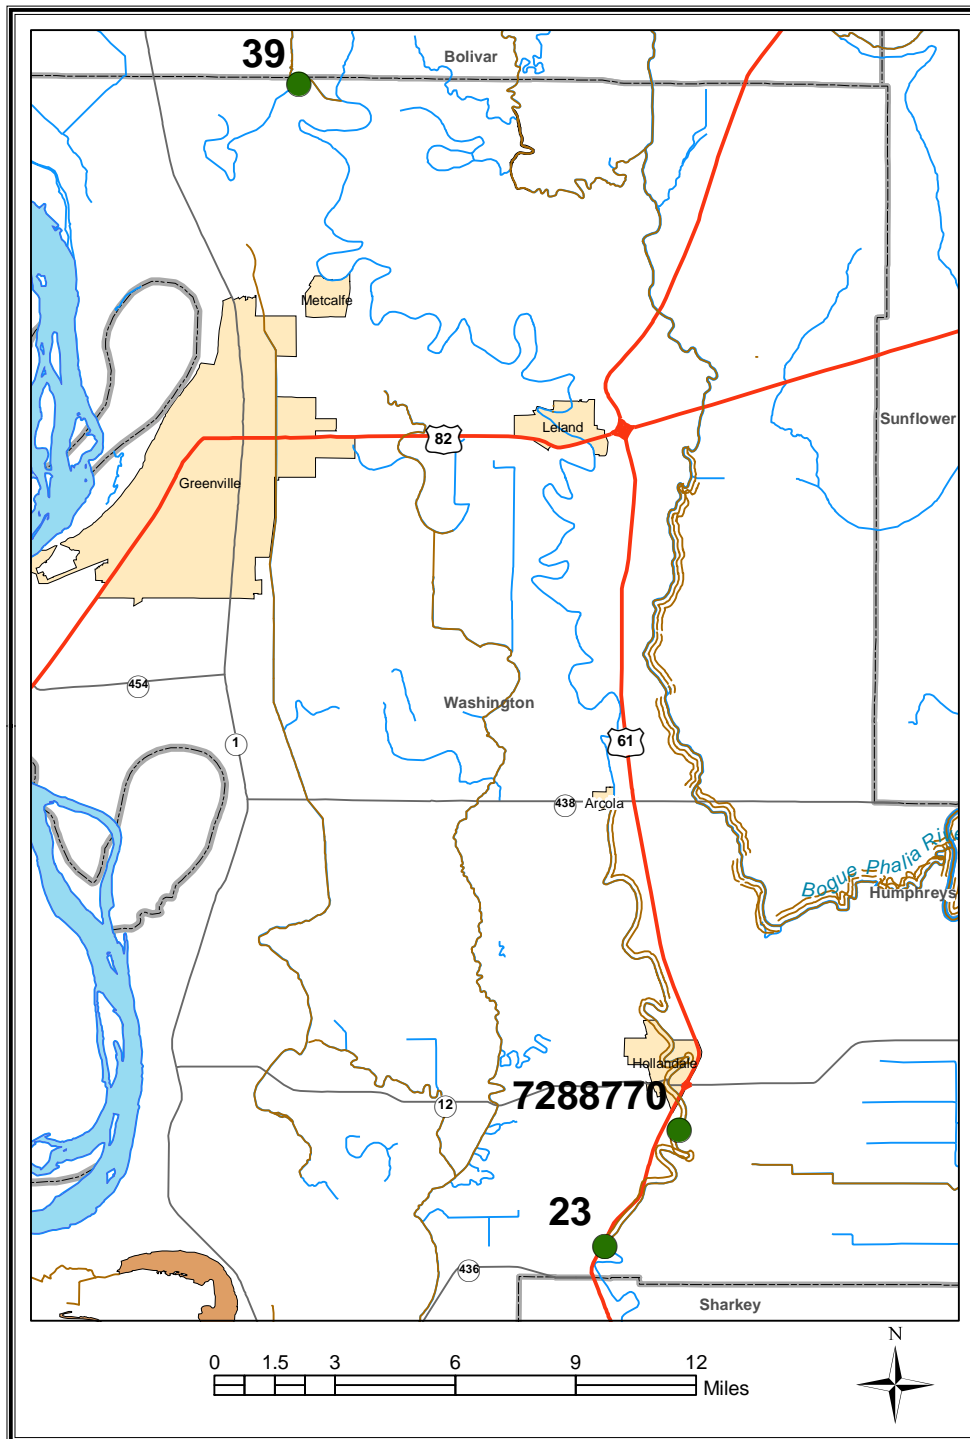 39
Bolivar
Metcalfe
Sunflower
Leland
82
Greenville
454
Washington
1
61
438
Arcola
Bogue Phalia Rive
Humphreys
Hollandale
7288770
12
23
436
Sharkey
N
0 1.5 3 6 9 12
Miles